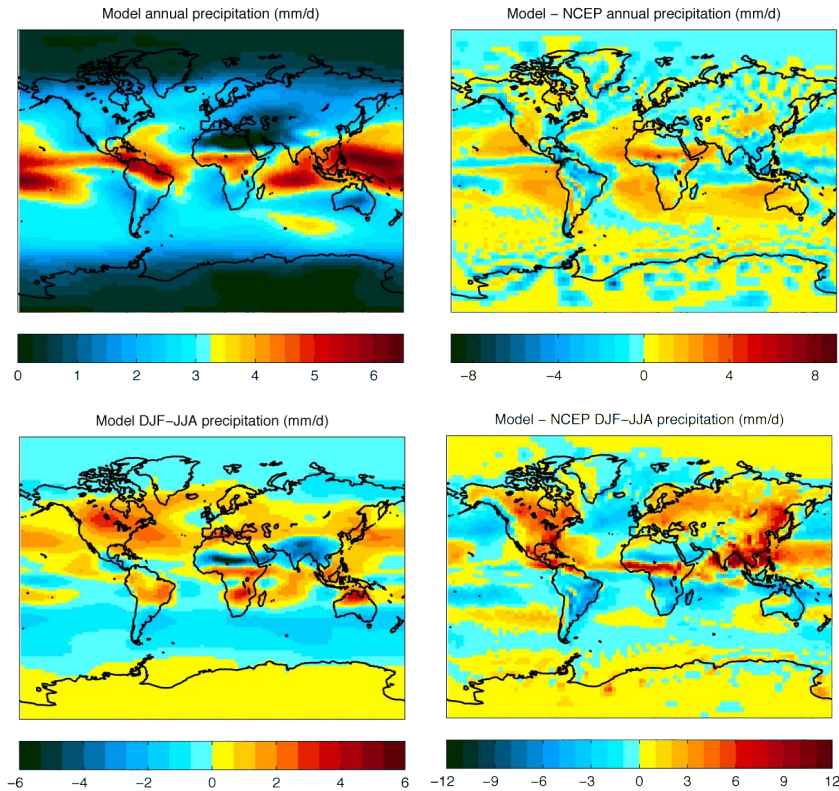 Model annual precipitation (mm/d)
Model − NCEP annual precipitation (mm/d)
0 1 2 3 4 5 6
−8 −4 0 4 8
Model DJF−JJA precipitation (mm/d)
Model − NCEP DJF−JJA precipitation (mm/d)
−6 −4 −2 0 2 4 6
−12 −9 −6 −3 0 3 6 9 12